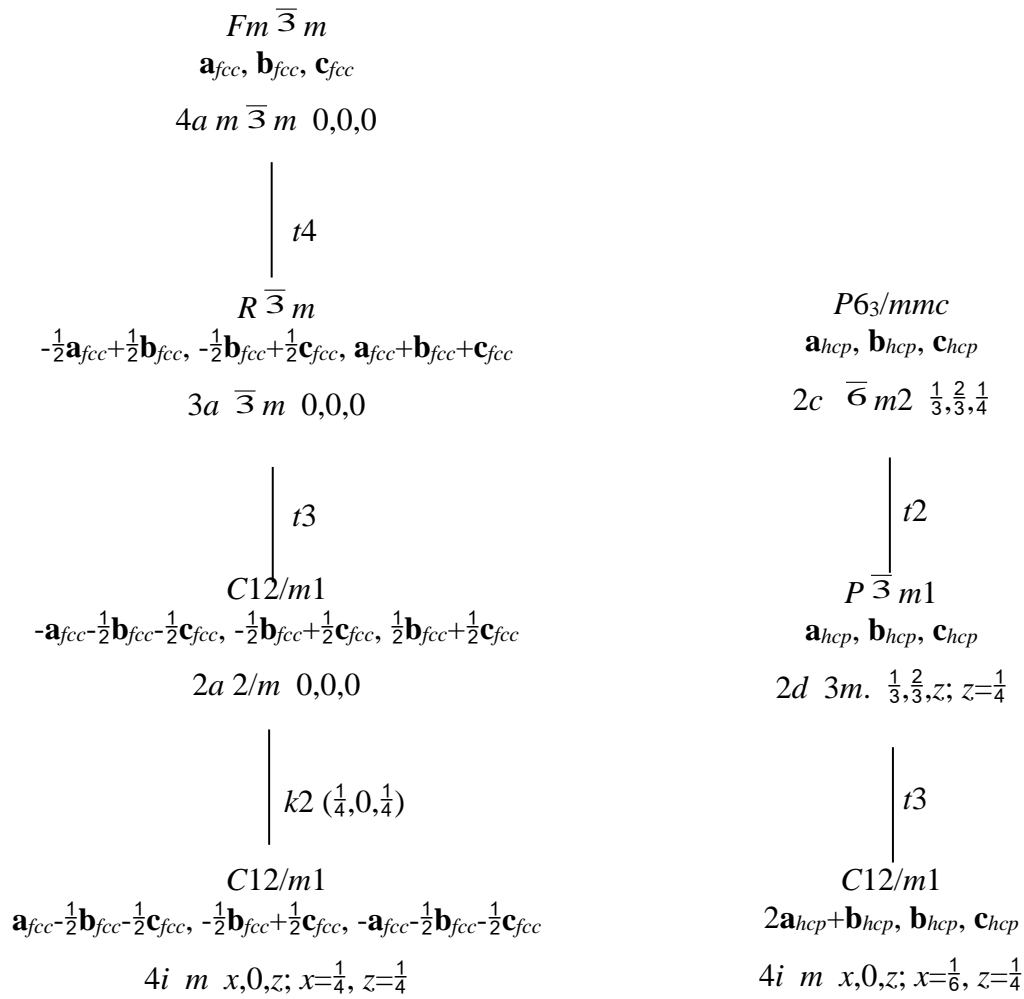 Fm 3̅ m
a_fcc, b_fcc, c_fcc
4a m 3̅ m 0,0,0
t4
R 3̅ m
-½a_fcc+½b_fcc, -½b_fcc+½c_fcc, a_fcc+b_fcc+c_fcc
3a 3̅ m 0,0,0
t3
C12/m1
-a_fcc-½b_fcc-½c_fcc, -½b_fcc+½c_fcc, ½b_fcc+½c_fcc
2a 2/m 0,0,0
k2 (¼,0,¼)
C12/m1
a_fcc-½b_fcc-½c_fcc, -½b_fcc+½c_fcc, -a_fcc-½b_fcc-½c_fcc
4i m x,0,z; x=¼, z=¼
P6₃/mmc
a_hcp, b_hcp, c_hcp
2c 6̅ m2 ⅓,⅔,¼
t2
P 3̅ m1
a_hcp, b_hcp, c_hcp
2d 3m. ⅓,⅔,z; z=¼
t3
C12/m1
2a_hcp+b_hcp, b_hcp, c_hcp
4i m x,0,z; x=⅙, z=¼